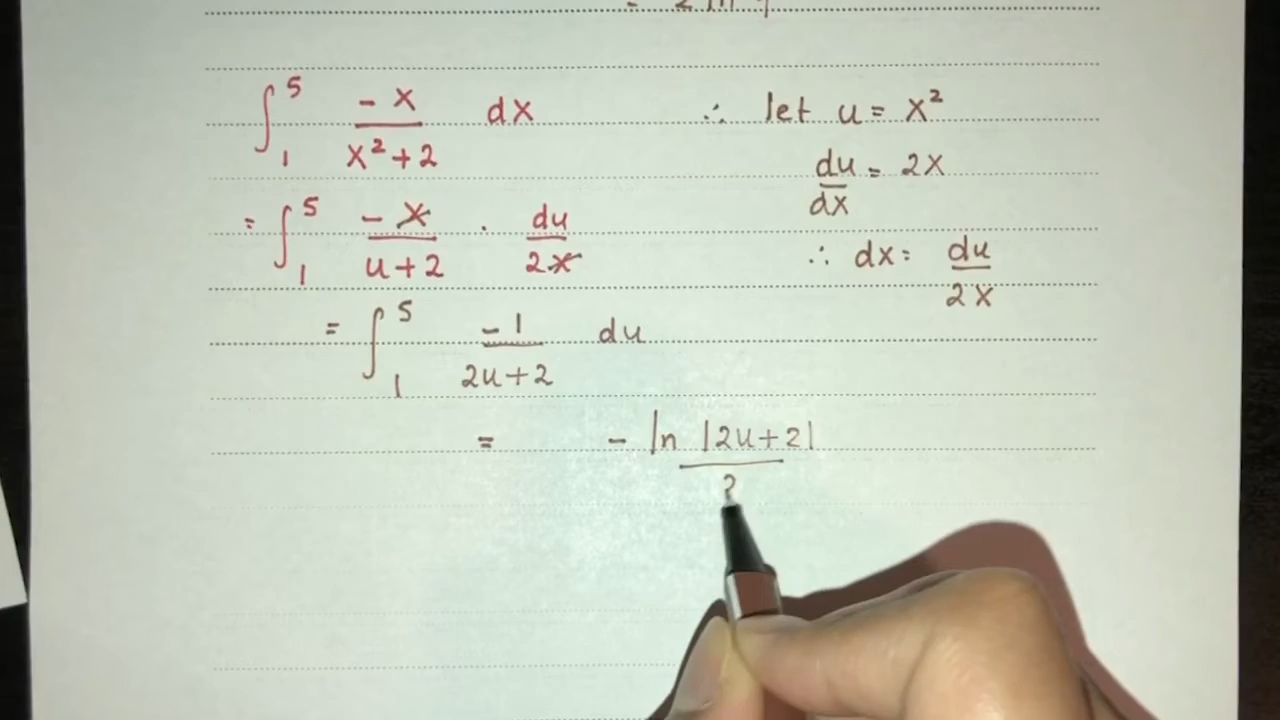 ∫₁⁵ -x/(x²+2) dx ∴ let u = x²
du/dx = 2x
= ∫₁⁵ -x/(u+2) · du/2x
∴ dx = du/2x
= ∫₁⁵ -1/(2u+2) du
= - ln |2u+2|